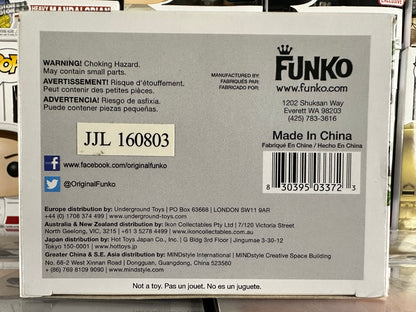 HEAVY MANDALORIAN
WARNING! Choking Hazard.
May contain small parts.
AVERTISSEMENT! Risque d'étouffement.
Peut contenir des petites pièces.
ADVERTENCIA! Riesgo de asfixia.
Puede contener piezas pequeñas.
JJL 160803
www.facebook.com/originalfunko
@OriginalFunko
MANUFACTURED BY:
FABRIQUÉS PAR:
FABRICADO POR:
FUNKO
www.funko.com
1202 Shuksan Way
Everett WA 98203
(425) 783-3616
Made In China
Fabriqué En Chine / Hecho En China
8 30395 03372 3
Europe distribution by: Underground Toys | PO Box 63668 | LONDON SW11 9AR
+44 (0) 1708 374 499 | www.underground-toys.com
Australia & New Zealand distribution by: Ikon Collectables Pty Ltd | 7/120 Victoria Street
North Geelong, VIC, 3215 | +61 3 5278 4499 | www.ikoncollectables.com
Japan distribution by: Hot Toys Japan Co., Inc. | G Bldg 3rd Floor | Jingumae 3-30-12
Tokyo 150-0001 | www.hottoys.jp
Greater China & S.E. Asia distribution by: MINDstyle International | MINDstyle Creative Space Building
No. 68-2 West Xinnan Road | Dongguan, Guangdong, China 523560
+ (86) 769 8109 9090 | www.mindstyle.com
Not a toy. Pas un jouet. No es un juguete.